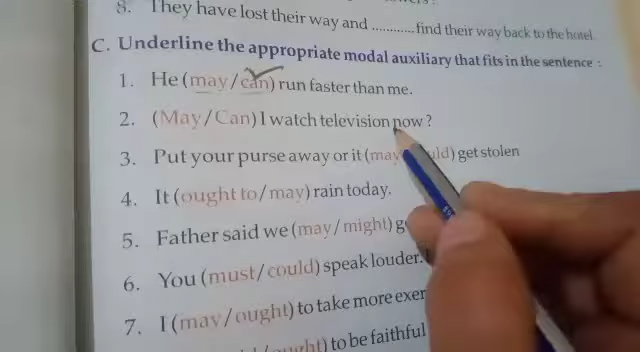 8. They have lost their way and ............ find their way back to the hotel.
C. Underline the appropriate modal auxiliary that fits in the sentence :
1. He (may/can) run faster than me.
2. (May/Can) I watch television now ?
3. Put your purse away or it (may uld) get stolen
4. It (ought to/may) rain today.
5. Father said we (may/might) g
6. You (must/could) speak louder.
7. I (may/ought) to take more exer
to be faithful